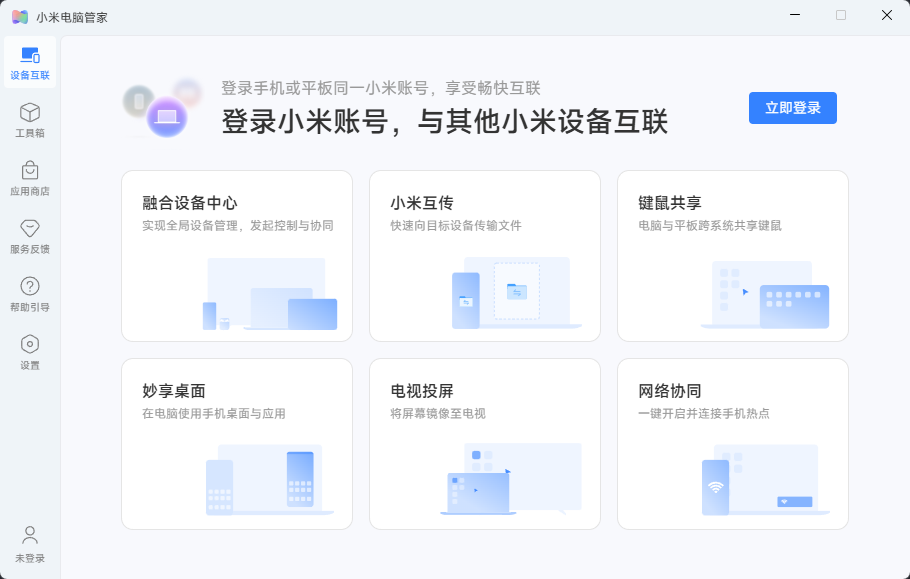 小米电脑管家
设备互联
工具箱
应用商店
服务反馈
帮助引导
设置
未登录
登录手机或平板同一小米账号，享受畅快互联
登录小米账号，与其他小米设备互联
立即登录
融合设备中心
实现全局设备管理，发起控制与协同
小米互传
快速向目标设备传输文件
键鼠共享
电脑与平板跨系统共享键鼠
妙享桌面
在电脑使用手机桌面与应用
电视投屏
将屏幕镜像至电视
网络协同
一键开启并连接手机热点